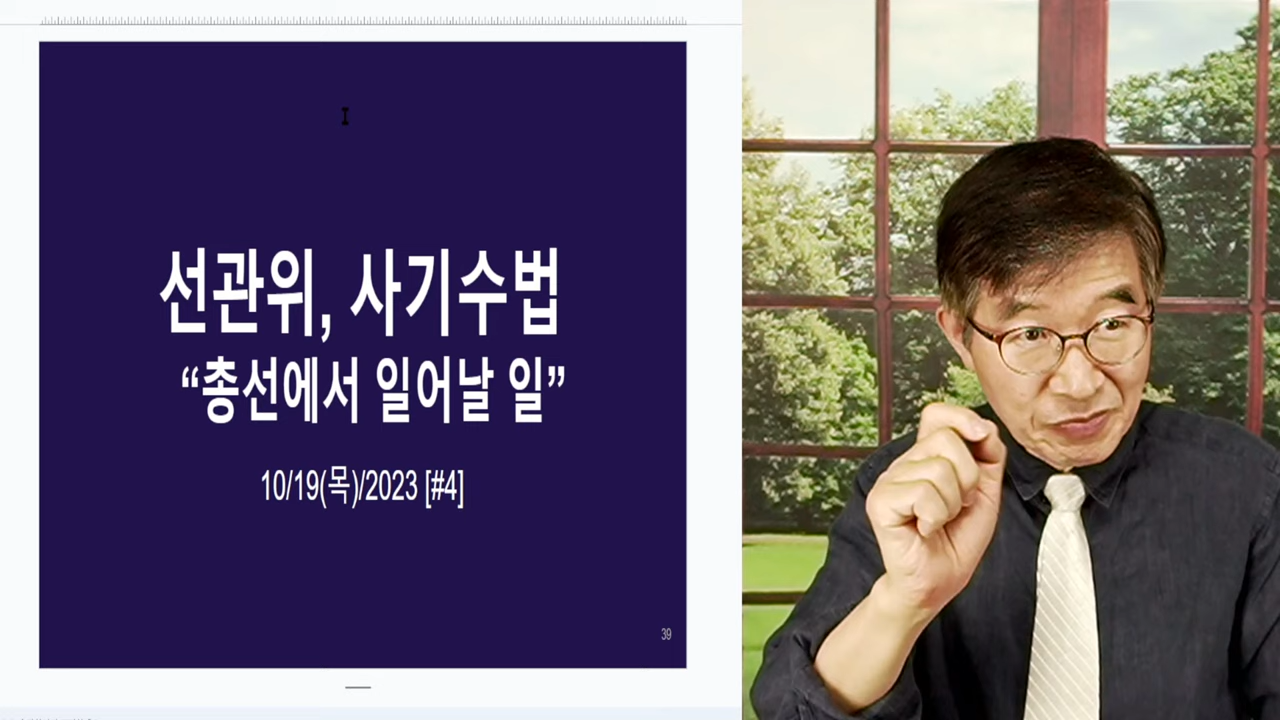 선관위, 사기수법
“총선에서 일어날 일”
10/19(목)/2023 [#4]
39